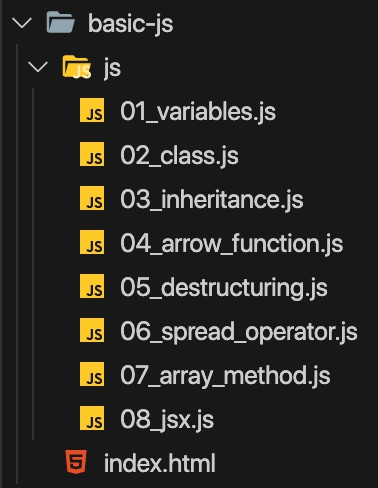 basic-js
js
01_variables.js
02_class.js
03_inheritance.js
04_arrow_function.js
05_destructuring.js
06_spread_operator.js
07_array_method.js
08_jsx.js
index.html